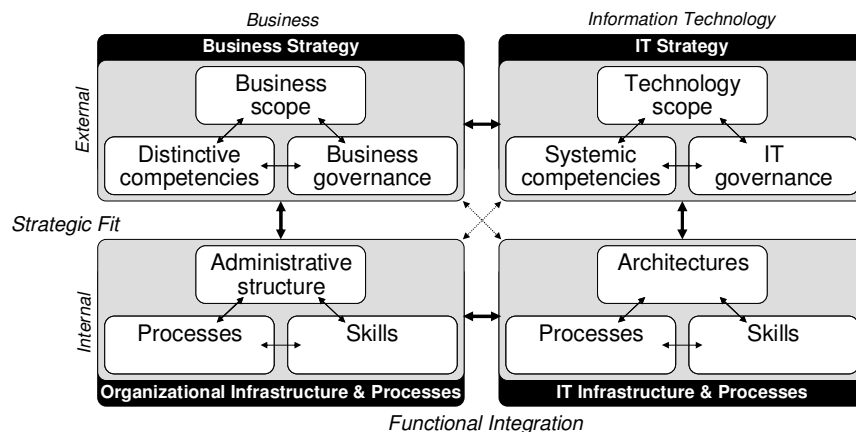 Business
Information Technology
Business Strategy
IT Strategy
External
Business
scope
Distinctive
competencies
Business
governance
Technology
scope
Systemic
competencies
IT
governance
Strategic Fit
Internal
Administrative
structure
Processes
Skills
Architectures
Processes
Skills
Organizational Infrastructure & Processes
IT Infrastructure & Processes
Functional Integration